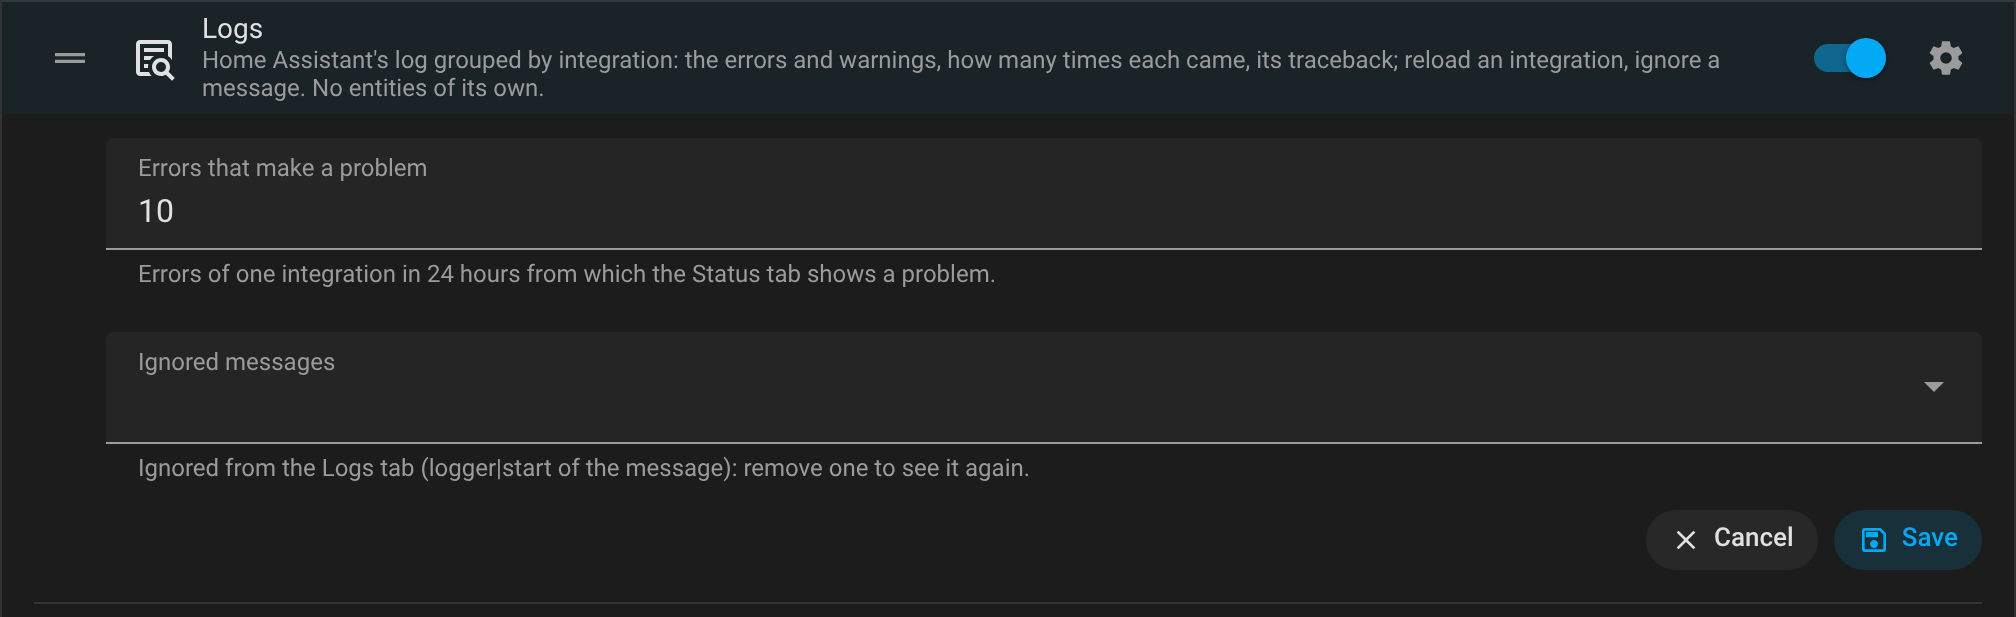 Logs
Home Assistant's log grouped by integration: the errors and warnings, how many times each came, its traceback; reload an integration, ignore a
message. No entities of its own.
Errors that make a problem
10
Errors of one integration in 24 hours from which the Status tab shows a problem.
Ignored messages
Ignored from the Logs tab (logger|start of the message): remove one to see it again.
Cancel
Save